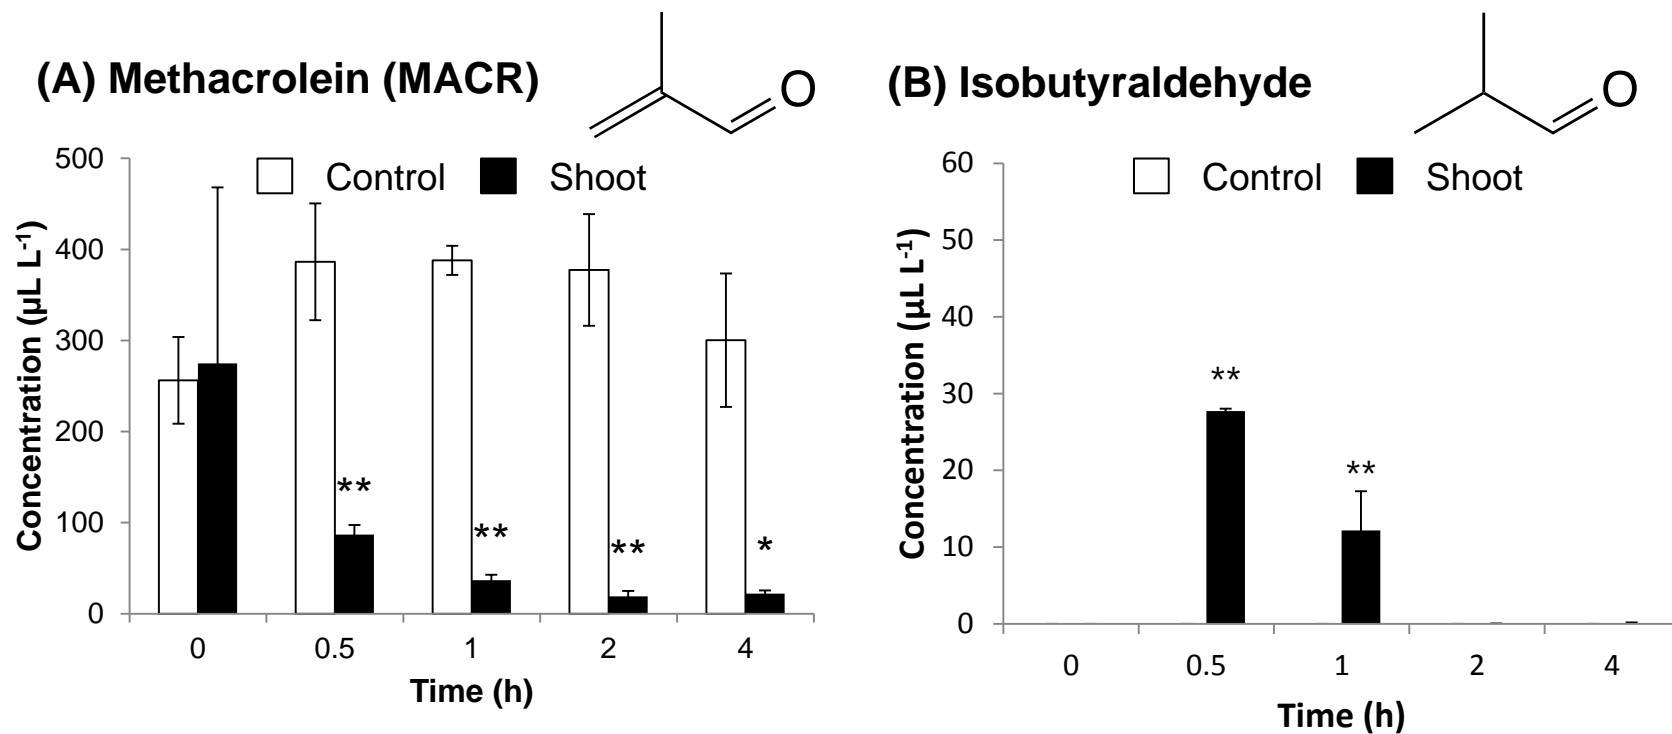 (A) Methacrolein (MACR)
O
Control
Shoot
Concentration (µL L-1)
500
400
300
200
100
0
**
**
**
*
0 0.5 1 2 4
Time (h)
(B) Isobutyraldehyde
O
Control
Shoot
Concentration (µL L-1)
60
50
40
30
20
10
0
**
**
0 0.5 1 2 4
Time (h)